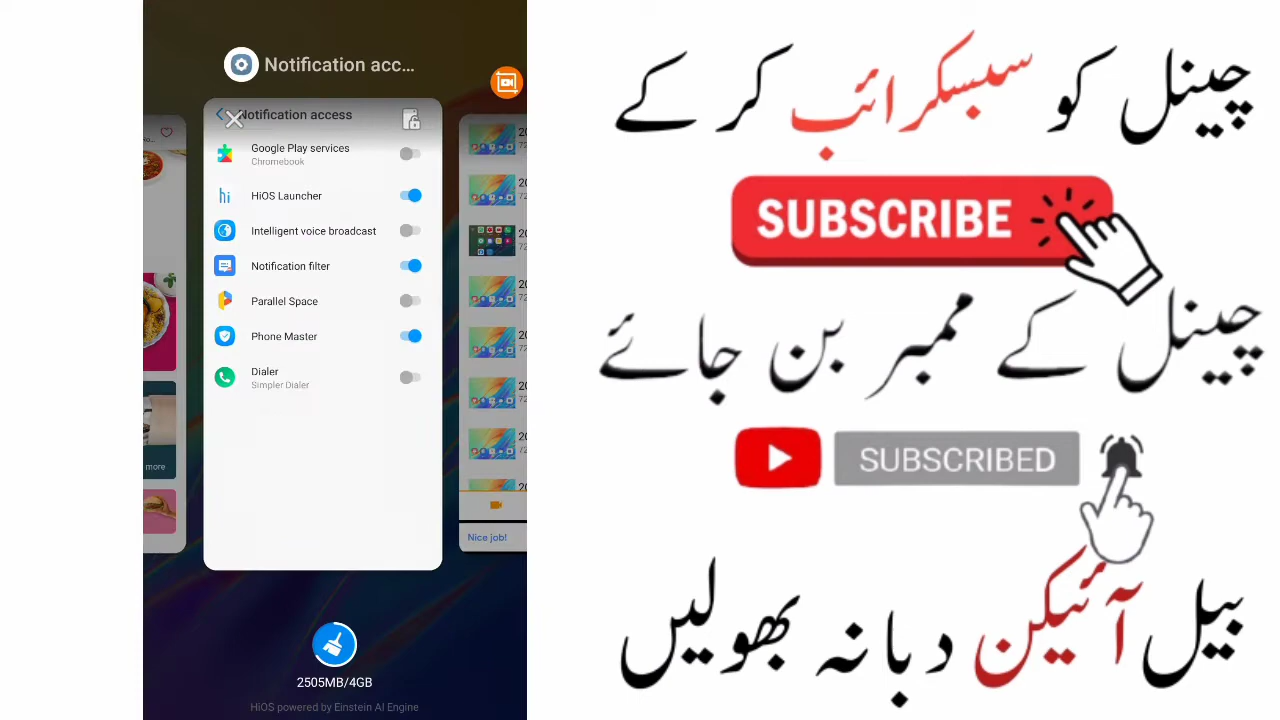 Notification acc...
Notification access
Google Play services
Chromebook
HiOS Launcher
Intelligent voice broadcast
Notification filter
Parallel Space
Phone Master
Dialer
Simpler Dialer
more
Nice job!
2505MB/4GB
HiOS powered by Einstein AI Engine
چینل کو سبسکرائب کر کے
SUBSCRIBE
چینل کے ممبر بن جائے
SUBSCRIBED
بیل آئیکن دبانہ بھولیں